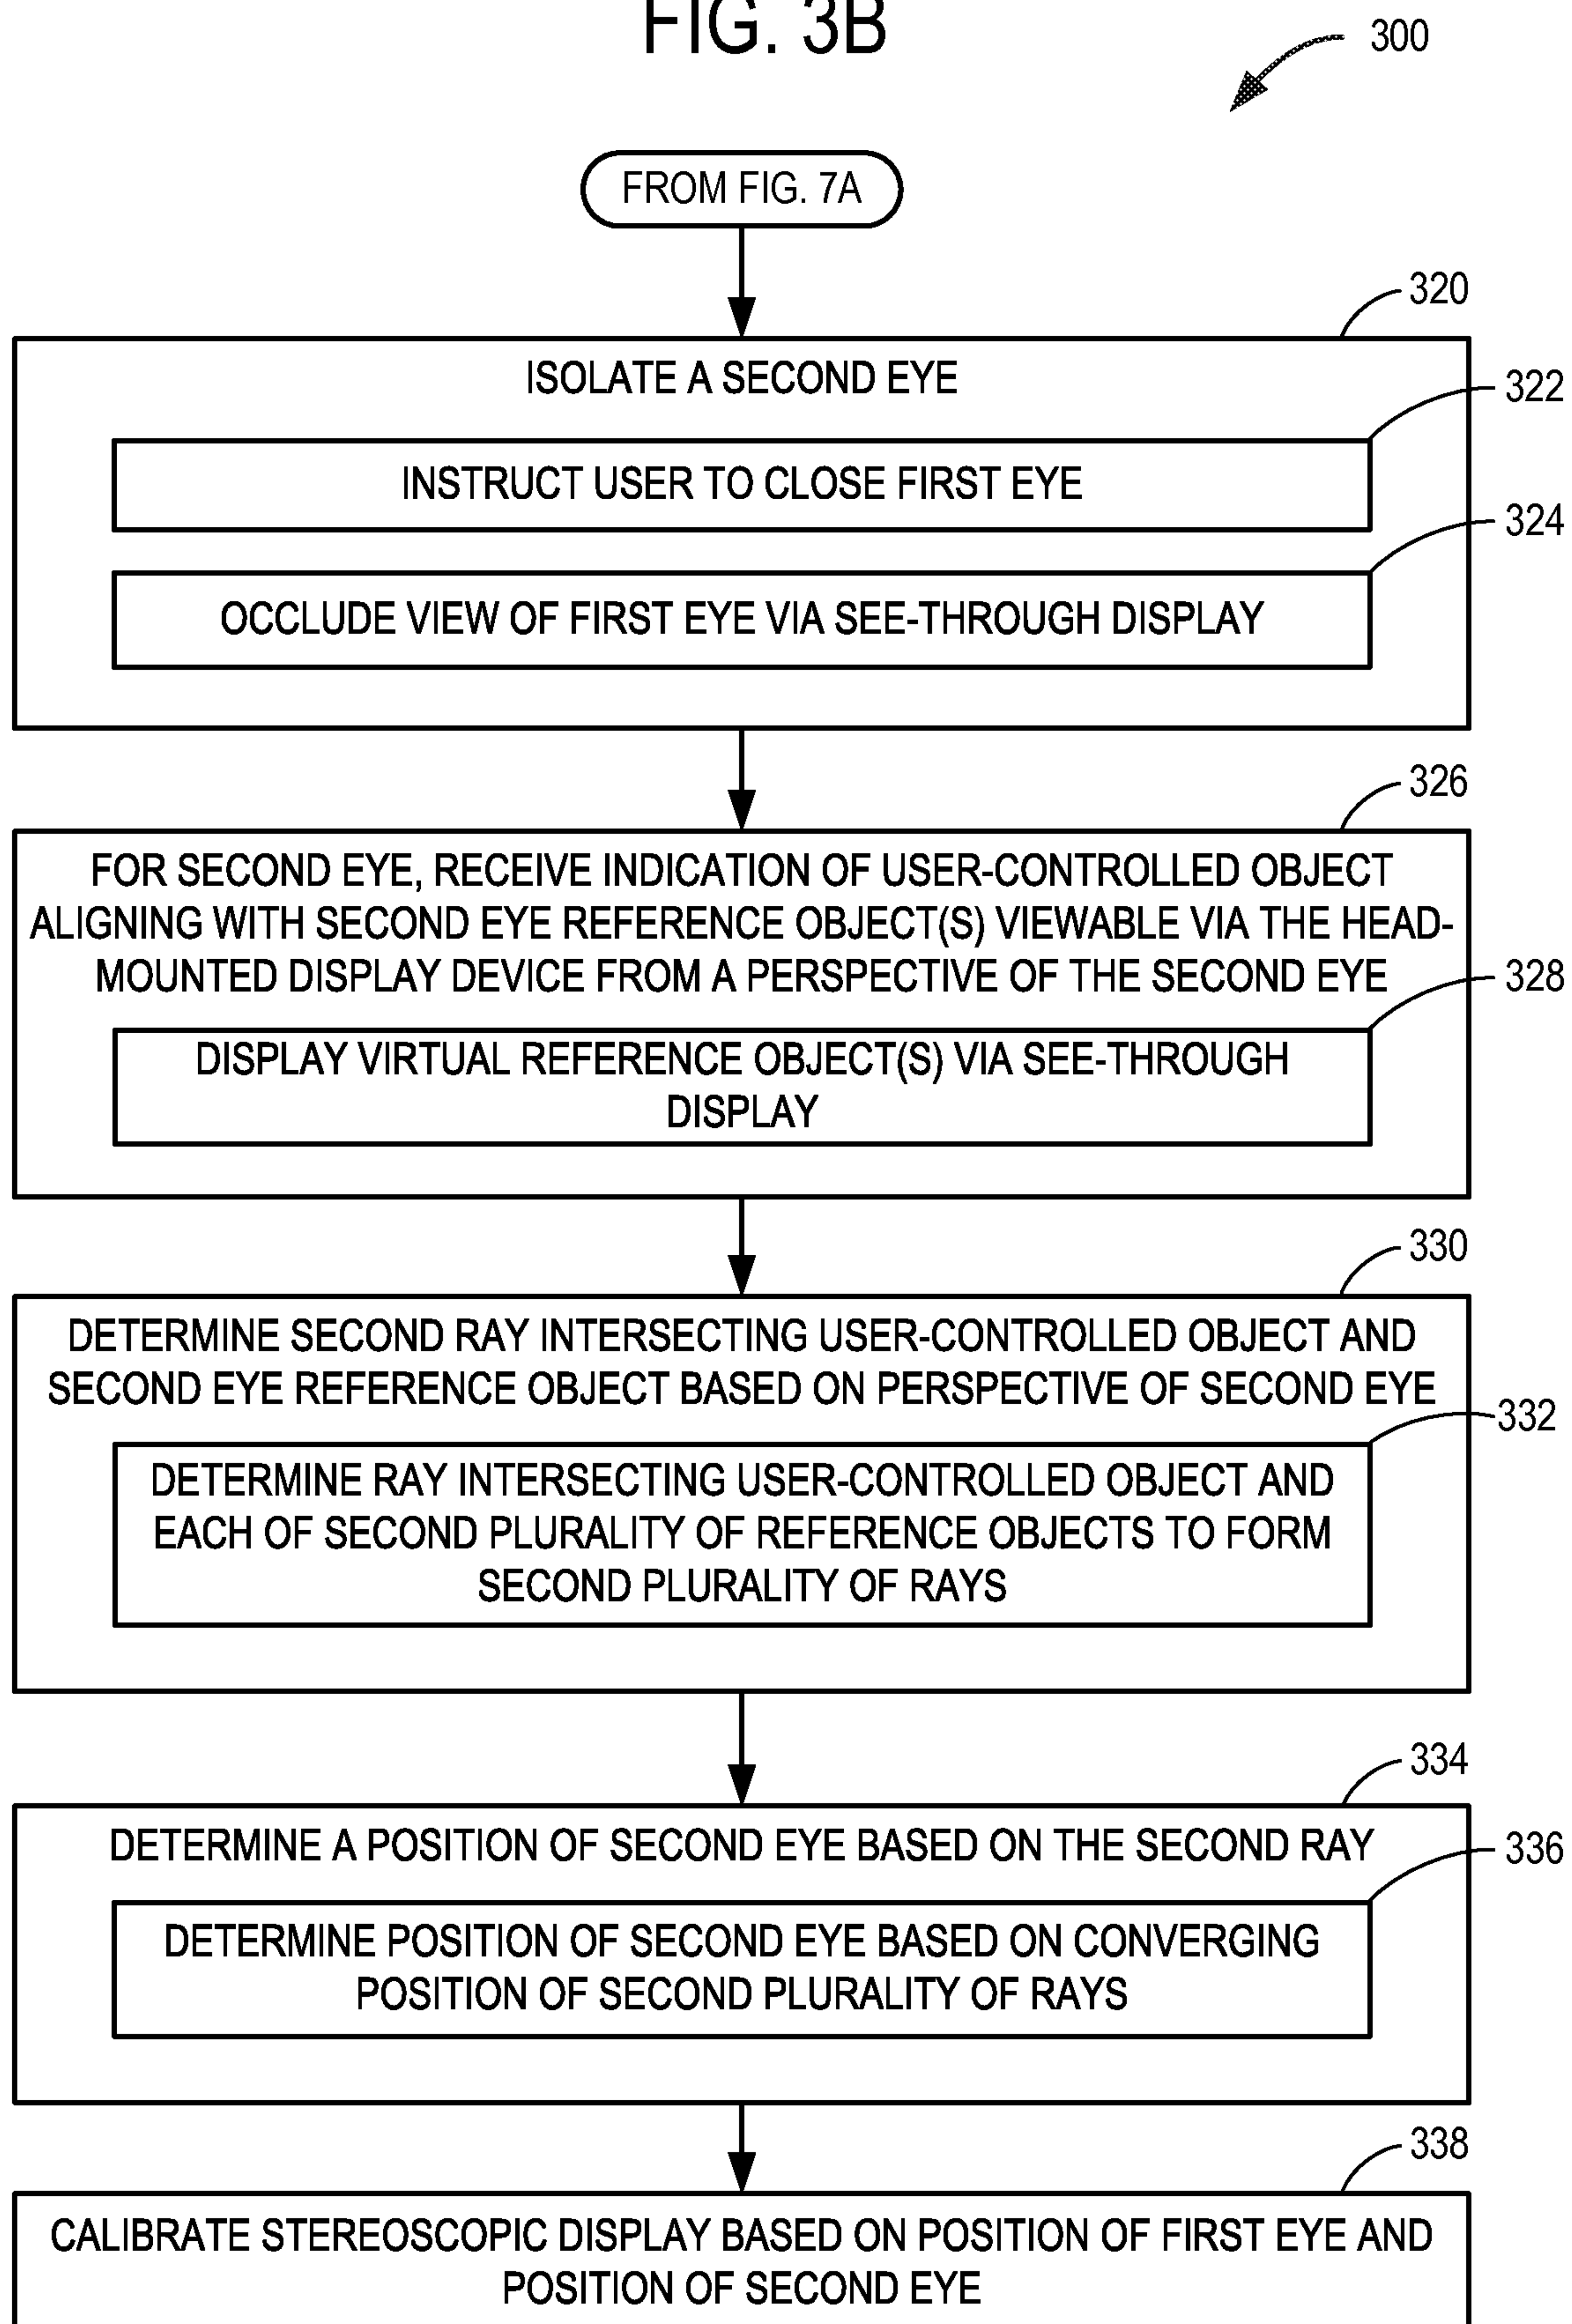 FIG. 3B
300
FROM FIG. 7A
320
ISOLATE A SECOND EYE
322
INSTRUCT USER TO CLOSE FIRST EYE
324
OCCLUDE VIEW OF FIRST EYE VIA SEE-THROUGH DISPLAY
326
FOR SECOND EYE, RECEIVE INDICATION OF USER-CONTROLLED OBJECT
ALIGNING WITH SECOND EYE REFERENCE OBJECT(S) VIEWABLE VIA THE HEAD-
MOUNTED DISPLAY DEVICE FROM A PERSPECTIVE OF THE SECOND EYE
328
DISPLAY VIRTUAL REFERENCE OBJECT(S) VIA SEE-THROUGH
DISPLAY
330
DETERMINE SECOND RAY INTERSECTING USER-CONTROLLED OBJECT AND
SECOND EYE REFERENCE OBJECT BASED ON PERSPECTIVE OF SECOND EYE
332
DETERMINE RAY INTERSECTING USER-CONTROLLED OBJECT AND
EACH OF SECOND PLURALITY OF REFERENCE OBJECTS TO FORM
SECOND PLURALITY OF RAYS
334
DETERMINE A POSITION OF SECOND EYE BASED ON THE SECOND RAY
336
DETERMINE POSITION OF SECOND EYE BASED ON CONVERGING
POSITION OF SECOND PLURALITY OF RAYS
338
CALIBRATE STEREOSCOPIC DISPLAY BASED ON POSITION OF FIRST EYE AND
POSITION OF SECOND EYE